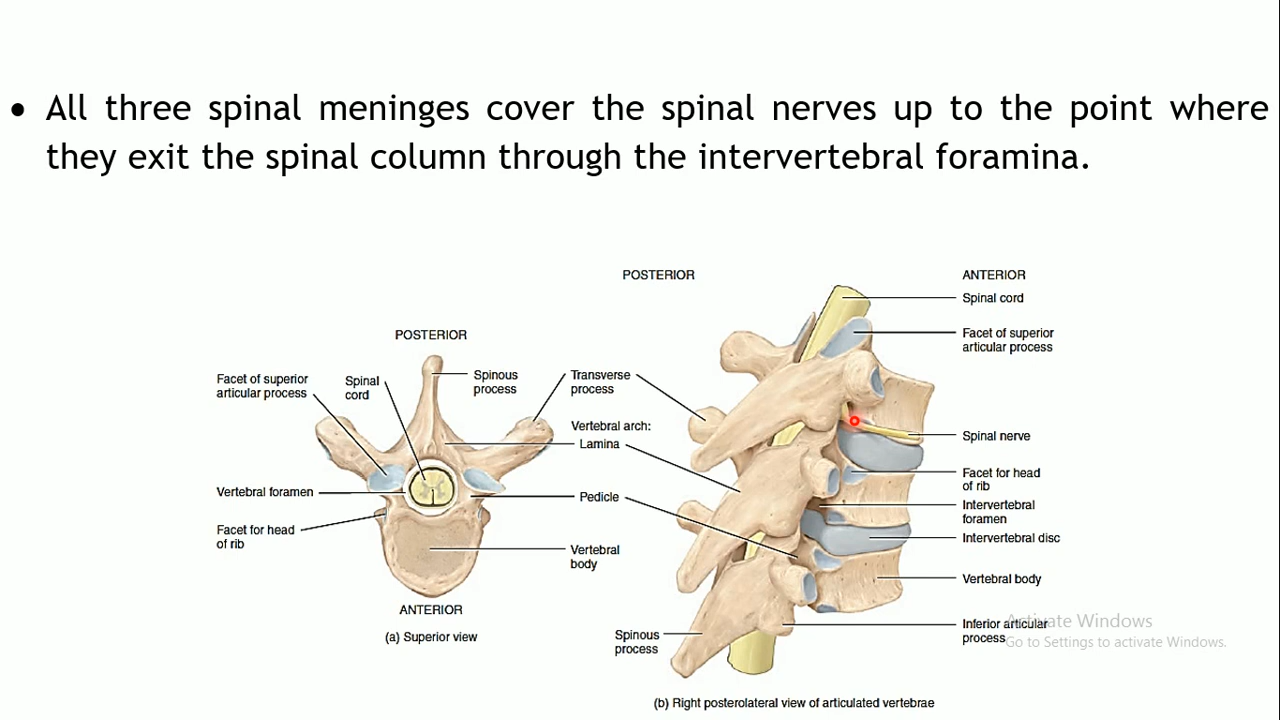 • All three spinal meninges cover the spinal nerves up to the point where
they exit the spinal column through the intervertebral foramina.
POSTERIOR
ANTERIOR
Spinal cord
Facet of superior
articular process
POSTERIOR
Facet of superior
articular process
Spinal
cord
Spinous
process
Transverse
process
Vertebral arch:
Lamina
Spinal nerve
Facet for head
of rib
Vertebral foramen
Pedicle
Intervertebral
foramen
Facet for head
of rib
Intervertebral disc
Vertebral
body
Vertebral body
ANTERIOR
(a) Superior view
Spinous
process
Inferior articular
process
Activate Windows
Go to Settings to activate Windows.
(b) Right posterolateral view of articulated vertebrae